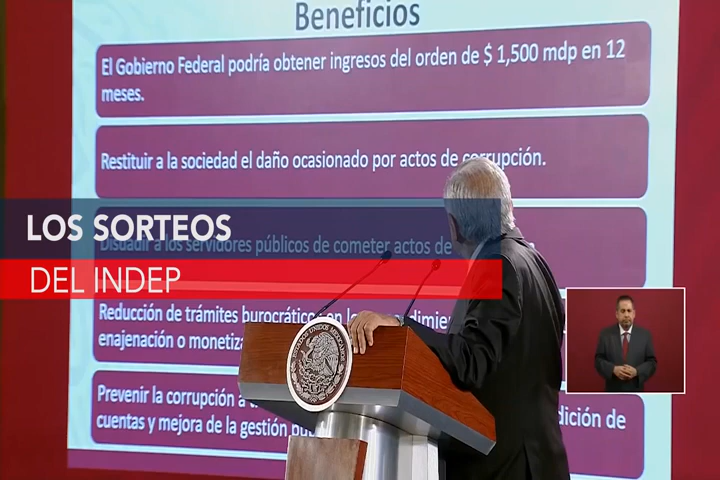 Beneficios
El Gobierno Federal podría obtener ingresos del orden de $ 1,500 mdp en 12
meses.
Restituir a la sociedad el daño ocasionado por actos de corrupción.
LOS SORTEOS
Disuadir a los servidores públicos de cometer actos de
DEL INDEP
Reducción de trámites burocráticos en
enajenación o
Prevenir la corrupción a
dición de
cuentas y mejora de la gestión
ESTADOS UNIDOS MEXICANOS